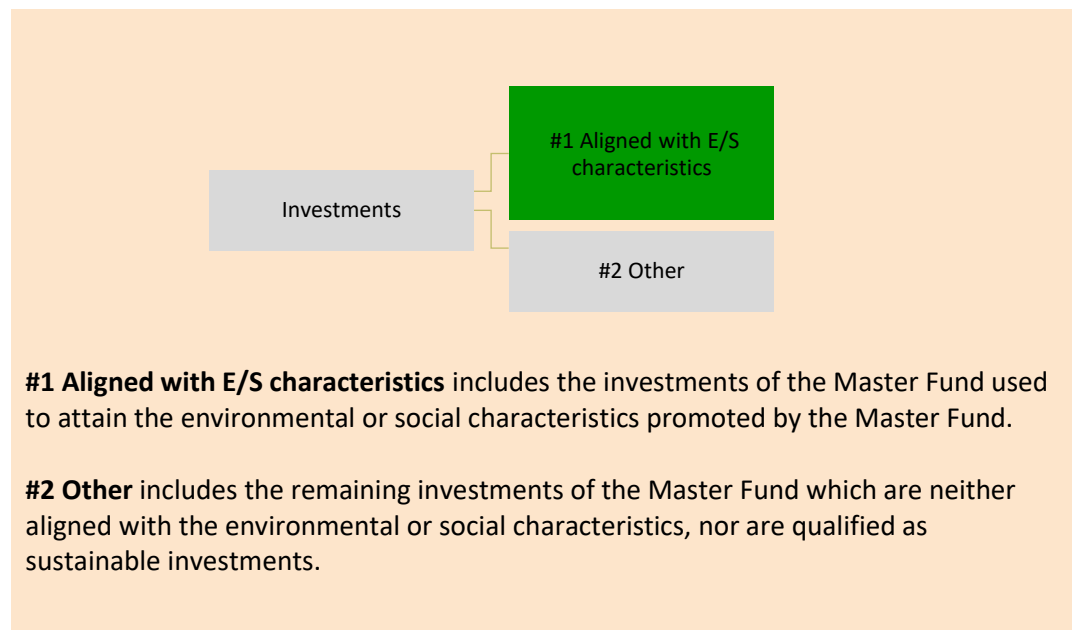 #1 Aligned with E/S
characteristics
Investments
#2 Other
#1 Aligned with E/S characteristics includes the investments of the Master Fund used
to attain the environmental or social characteristics promoted by the Master Fund.
#2 Other includes the remaining investments of the Master Fund which are neither
aligned with the environmental or social characteristics, nor are qualified as
sustainable investments.